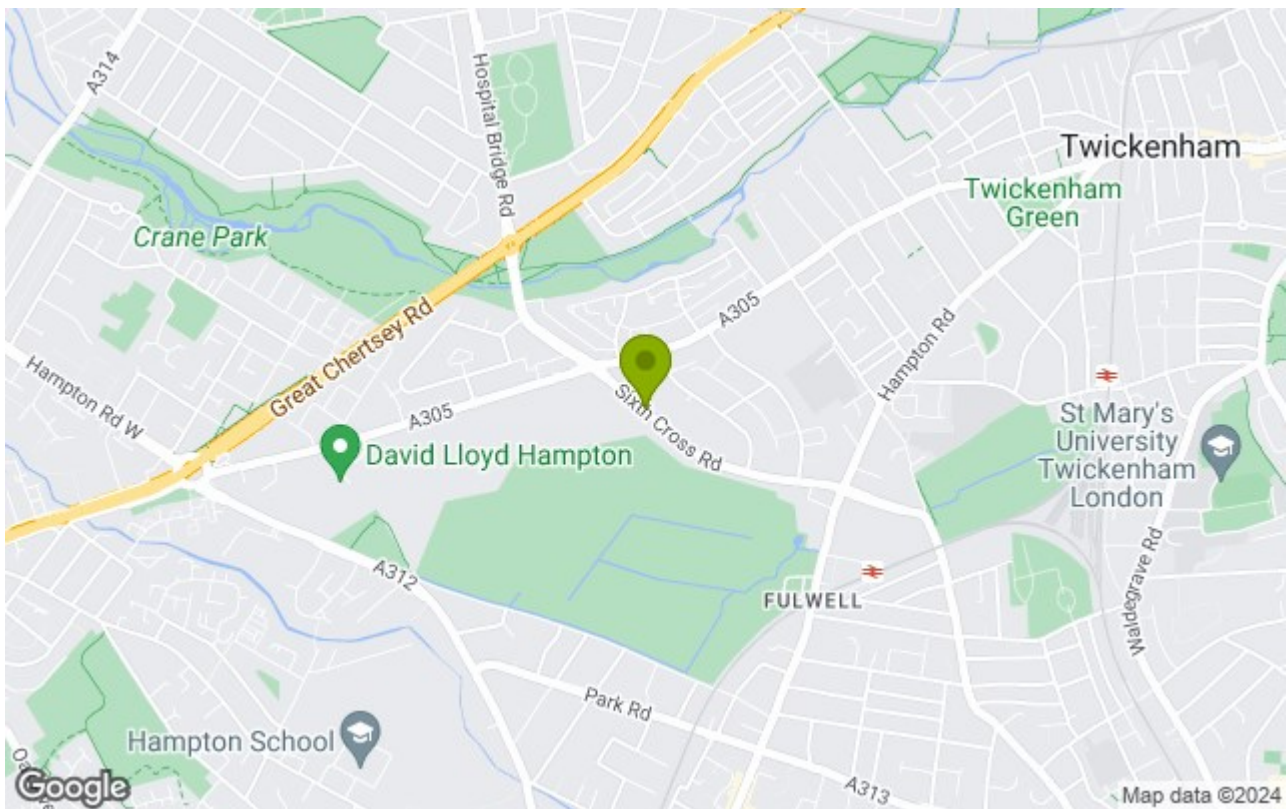 A314
Hospital Bridge Rd
Twickenham
Twickenham
Green
Crane Park
A305
Great Chertsey Rd
Hampton Rd
Hampton Rd W
A305
Sixth Cross Rd
David Lloyd Hampton
St Mary's
University
Twickenham
London
Waldegrave Rd
A312
FULWELL
Park Rd
Hampton School
A313
Google
Map data ©2024